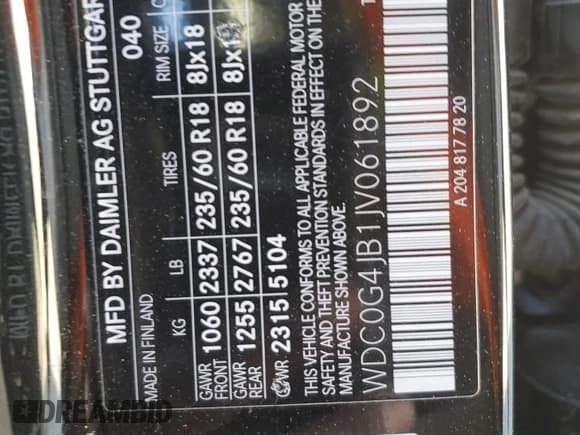 MFD BY DAIMLER AG STUTTGAR
MADE IN FINLAND 040
KG LB TIRES RIM SIZE C
GAWR FRONT 1060 2337 235/60 R18 8Jx18
GAWR REAR 1255 2767 235/60 R18 8Jx18
GVWR. 2315 5104
THIS VEHICLE CONFORMS TO ALL APPLICABLE FEDERAL MOTOR
SAFETY AND THEFT PREVENTION STANDARDS IN EFFECT ON THE
MANUFACTURE SHOWN ABOVE.
WDC0G4JB1JV061892
A 204 817 78 20
DREAMBID